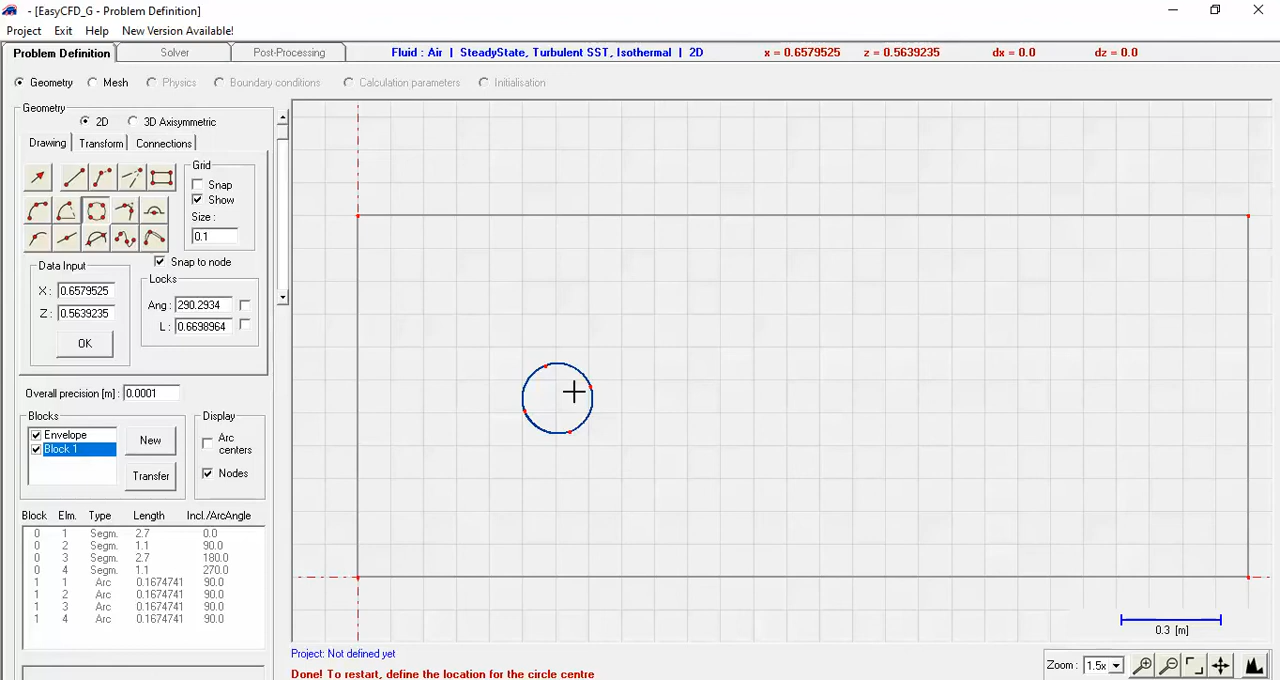 - [EasyCFD_G - Problem Definition]
Project Exit Help New Version Available!
Problem Definition Solver Post-Processing Fluid : Air | SteadyState, Turbulent SST, Isothermal | 2D x = 0.6579525 z = 0.5639235 dx = 0.0 dz = 0.0
Geometry Mesh Physics Boundary conditions Calculation parameters Initialisation
Geometry
2D 3D Axisymmetric
Drawing Transform Connections
Grid
Snap
Show
Size :
0.1
Snap to node
Data Input
X : 0.6579525
Z : 0.5639235
OK
Locks
Ang : 290.2934
L : 0.6698964
Overall precision [m] : 0.0001
Blocks
Envelope
Block 1
New
Transfer
Display
Arc centers
Nodes
Block Elm. Type Length Incl./ArcAngle
0 1 Segm. 2.7 0.0
0 2 Segm. 1.1 90.0
0 3 Segm. 2.7 180.0
0 4 Segm. 1.1 270.0
1 1 Arc 0.1674741 90.0
1 2 Arc 0.1674741 90.0
1 3 Arc 0.1674741 90.0
1 4 Arc 0.1674741 90.0
0.3 [m]
Project: Not defined yet
Done! To restart, define the location for the circle centre
Zoom : 1.5x